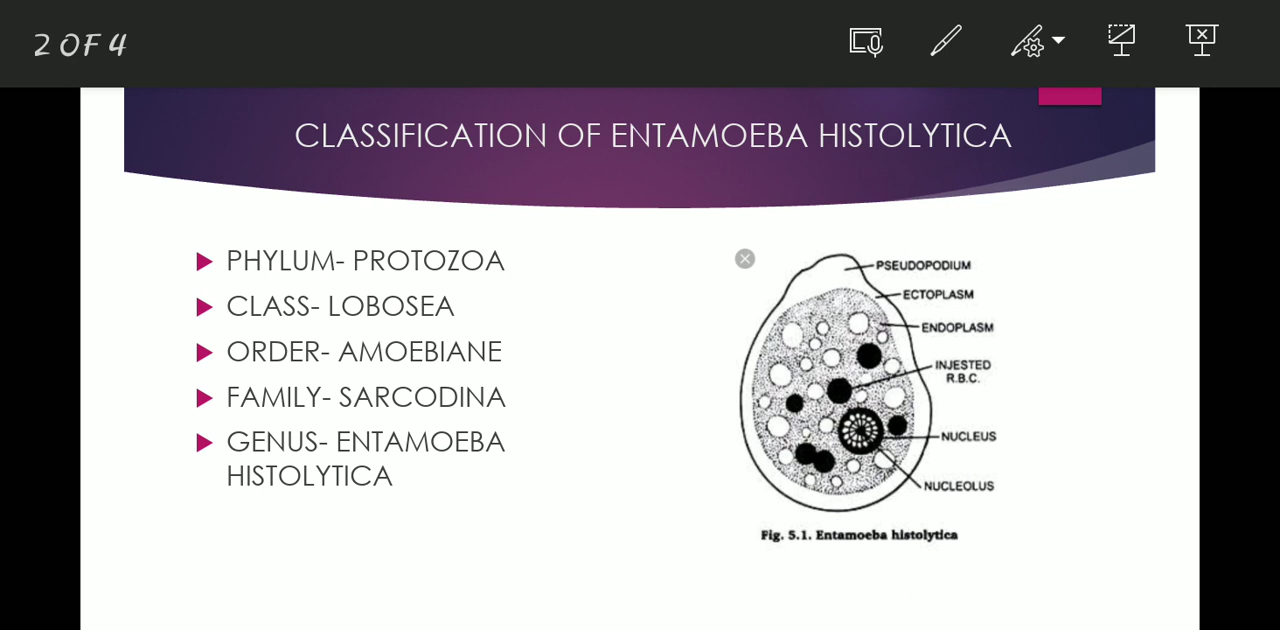 2 OF 4
CLASSIFICATION OF ENTAMOEBA HISTOLYTICA
PHYLUM- PROTOZOA
CLASS- LOBOSEA
ORDER- AMOEBIANE
FAMILY- SARCODINA
GENUS- ENTAMOEBA
HISTOLYTICA
PSEUDOPODIUM
ECTOPLASM
ENDOPLASM
INJESTED
R.B.C.
NUCLEUS
NUCLEOLUS
Fig. 5.1. Entamoeba histolytica